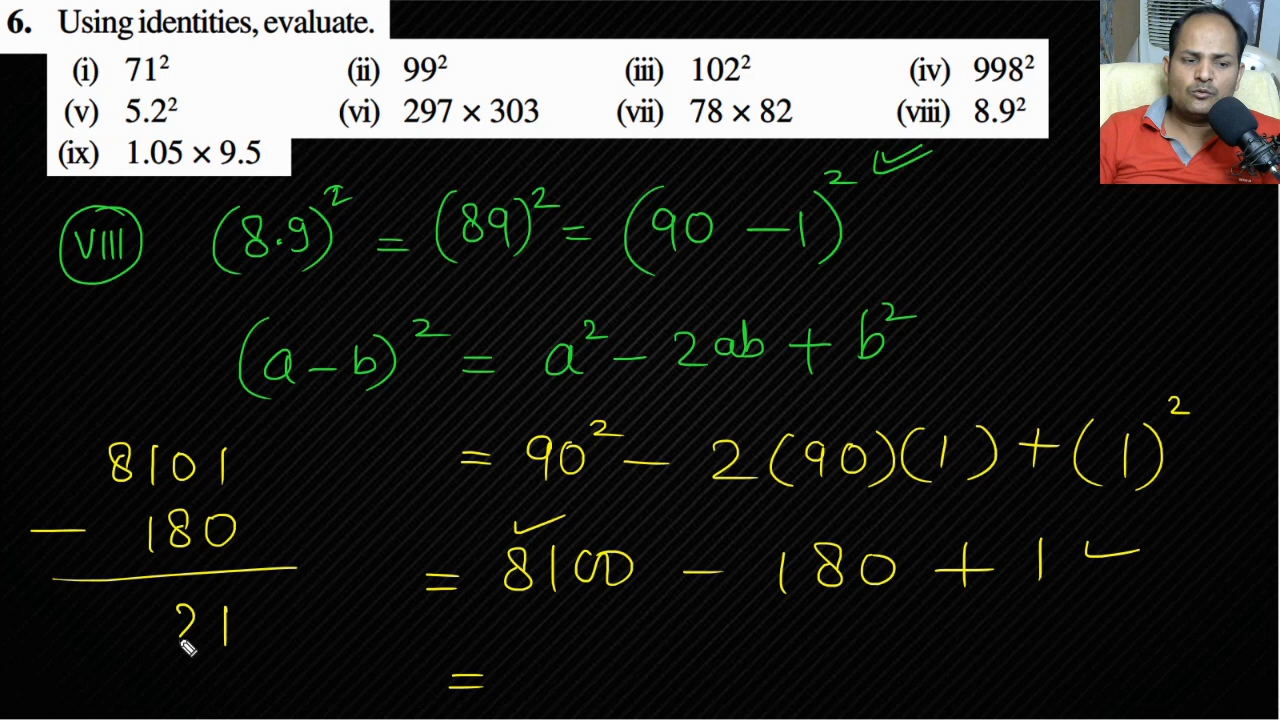 6. Using identities, evaluate.
(i) 71² (ii) 99² (iii) 102² (iv) 998²
(v) 5.2² (vi) 297 × 303 (vii) 78 × 82 (viii) 8.9²
(ix) 1.05 × 9.5
VIII (8.9)² = (89)² = (90 - 1)²
(a - b)² = a² - 2ab + b²
= 90² - 2(90)(1) + (1)²
= 8100 - 180 + 1
=
8101
- 180
21